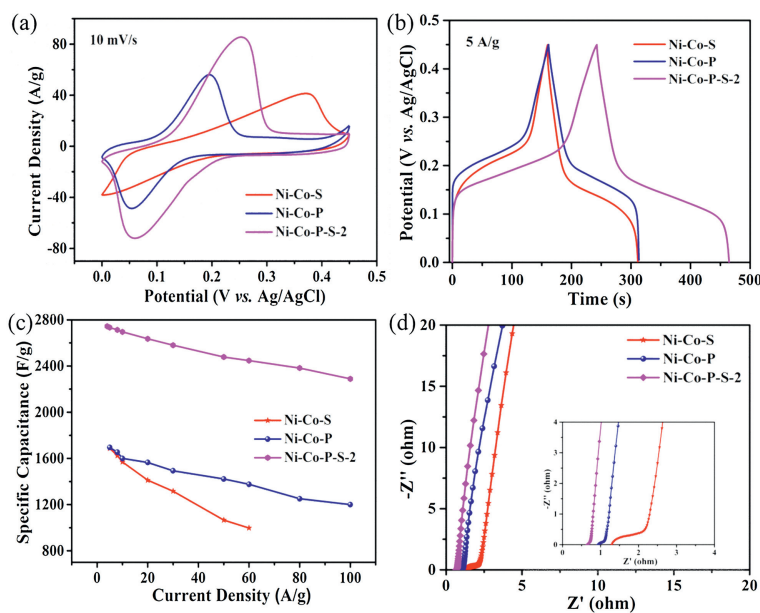 (a)
10 mV/s
Ni-Co-S
Ni-Co-P
Ni-Co-P-S-2
Current Density (A/g)
80
40
0
-40
-80
0.0 0.1 0.2 0.3 0.4 0.5
Potential (V vs. Ag/AgCl)
(b)
5 A/g
Ni-Co-S
Ni-Co-P
Ni-Co-P-S-2
Potential (V vs. Ag/AgCl)
0.5
0.4
0.3
0.2
0.1
0.0
0 100 200 300 400 500
Time (s)
(c)
Ni-Co-S
Ni-Co-P
Ni-Co-P-S-2
Specific Capacitance (F/g)
2800
2400
2000
1600
1200
800
0 20 40 60 80 100
Current Density (A/g)
(d)
Ni-Co-S
Ni-Co-P
Ni-Co-P-S-2
-Z'' (ohm)
20
15
10
5
0
0 5 10 15 20
Z' (ohm)
-Z'' (ohm)
4
3
2
1
0
0 1 2 3 4
Z' (ohm)